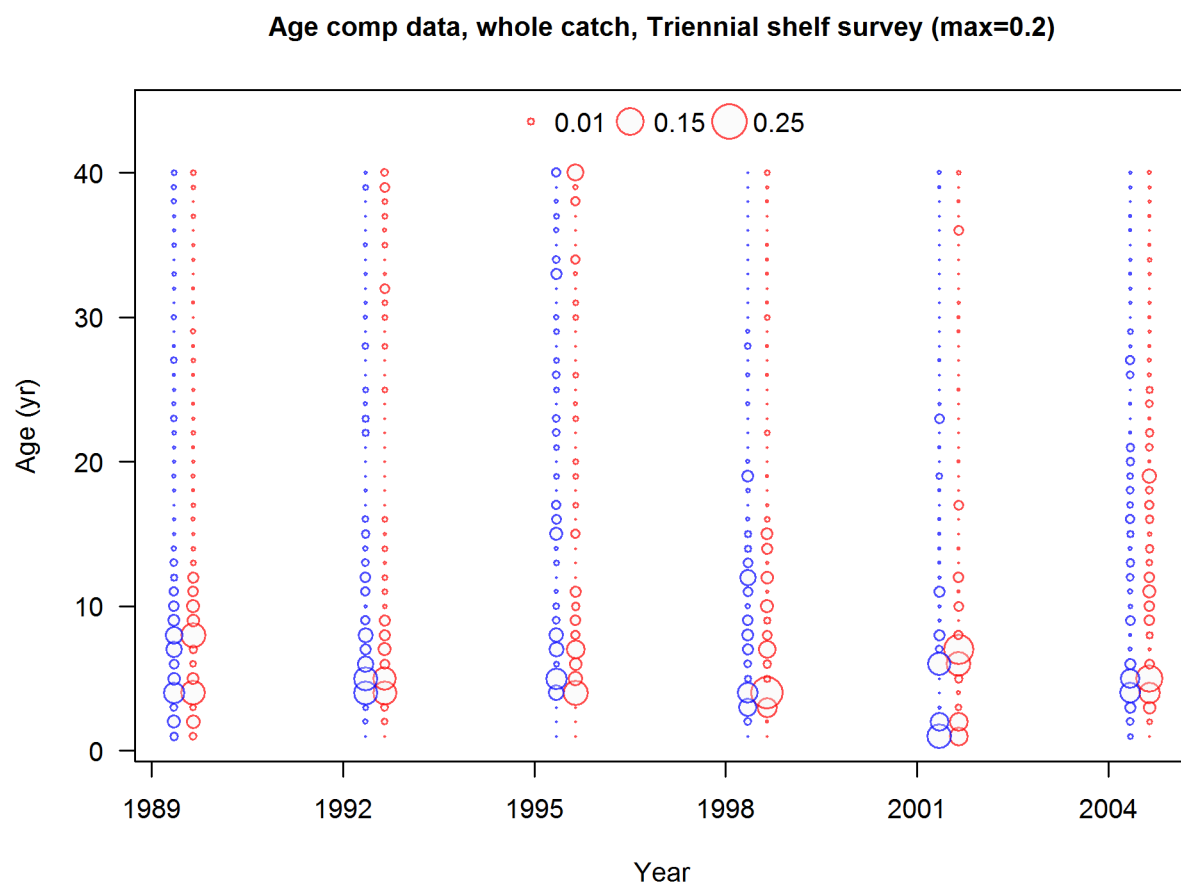 Age comp data, whole catch, Triennial shelf survey (max=0.2)
0.01 0.15 0.25
40
30
20
10
0
Age (yr)
1989 1992 1995 1998 2001 2004
Year